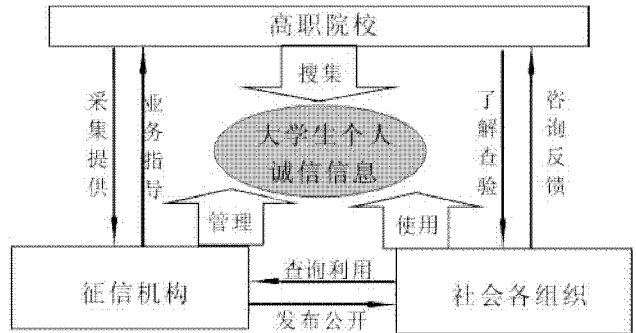 高职院校
搜集
采集提供
业务指导
大学生个人
诚信信息
了解查验
咨询反馈
管理
使用
征信机构
查询利用
发布公开
社会各组织